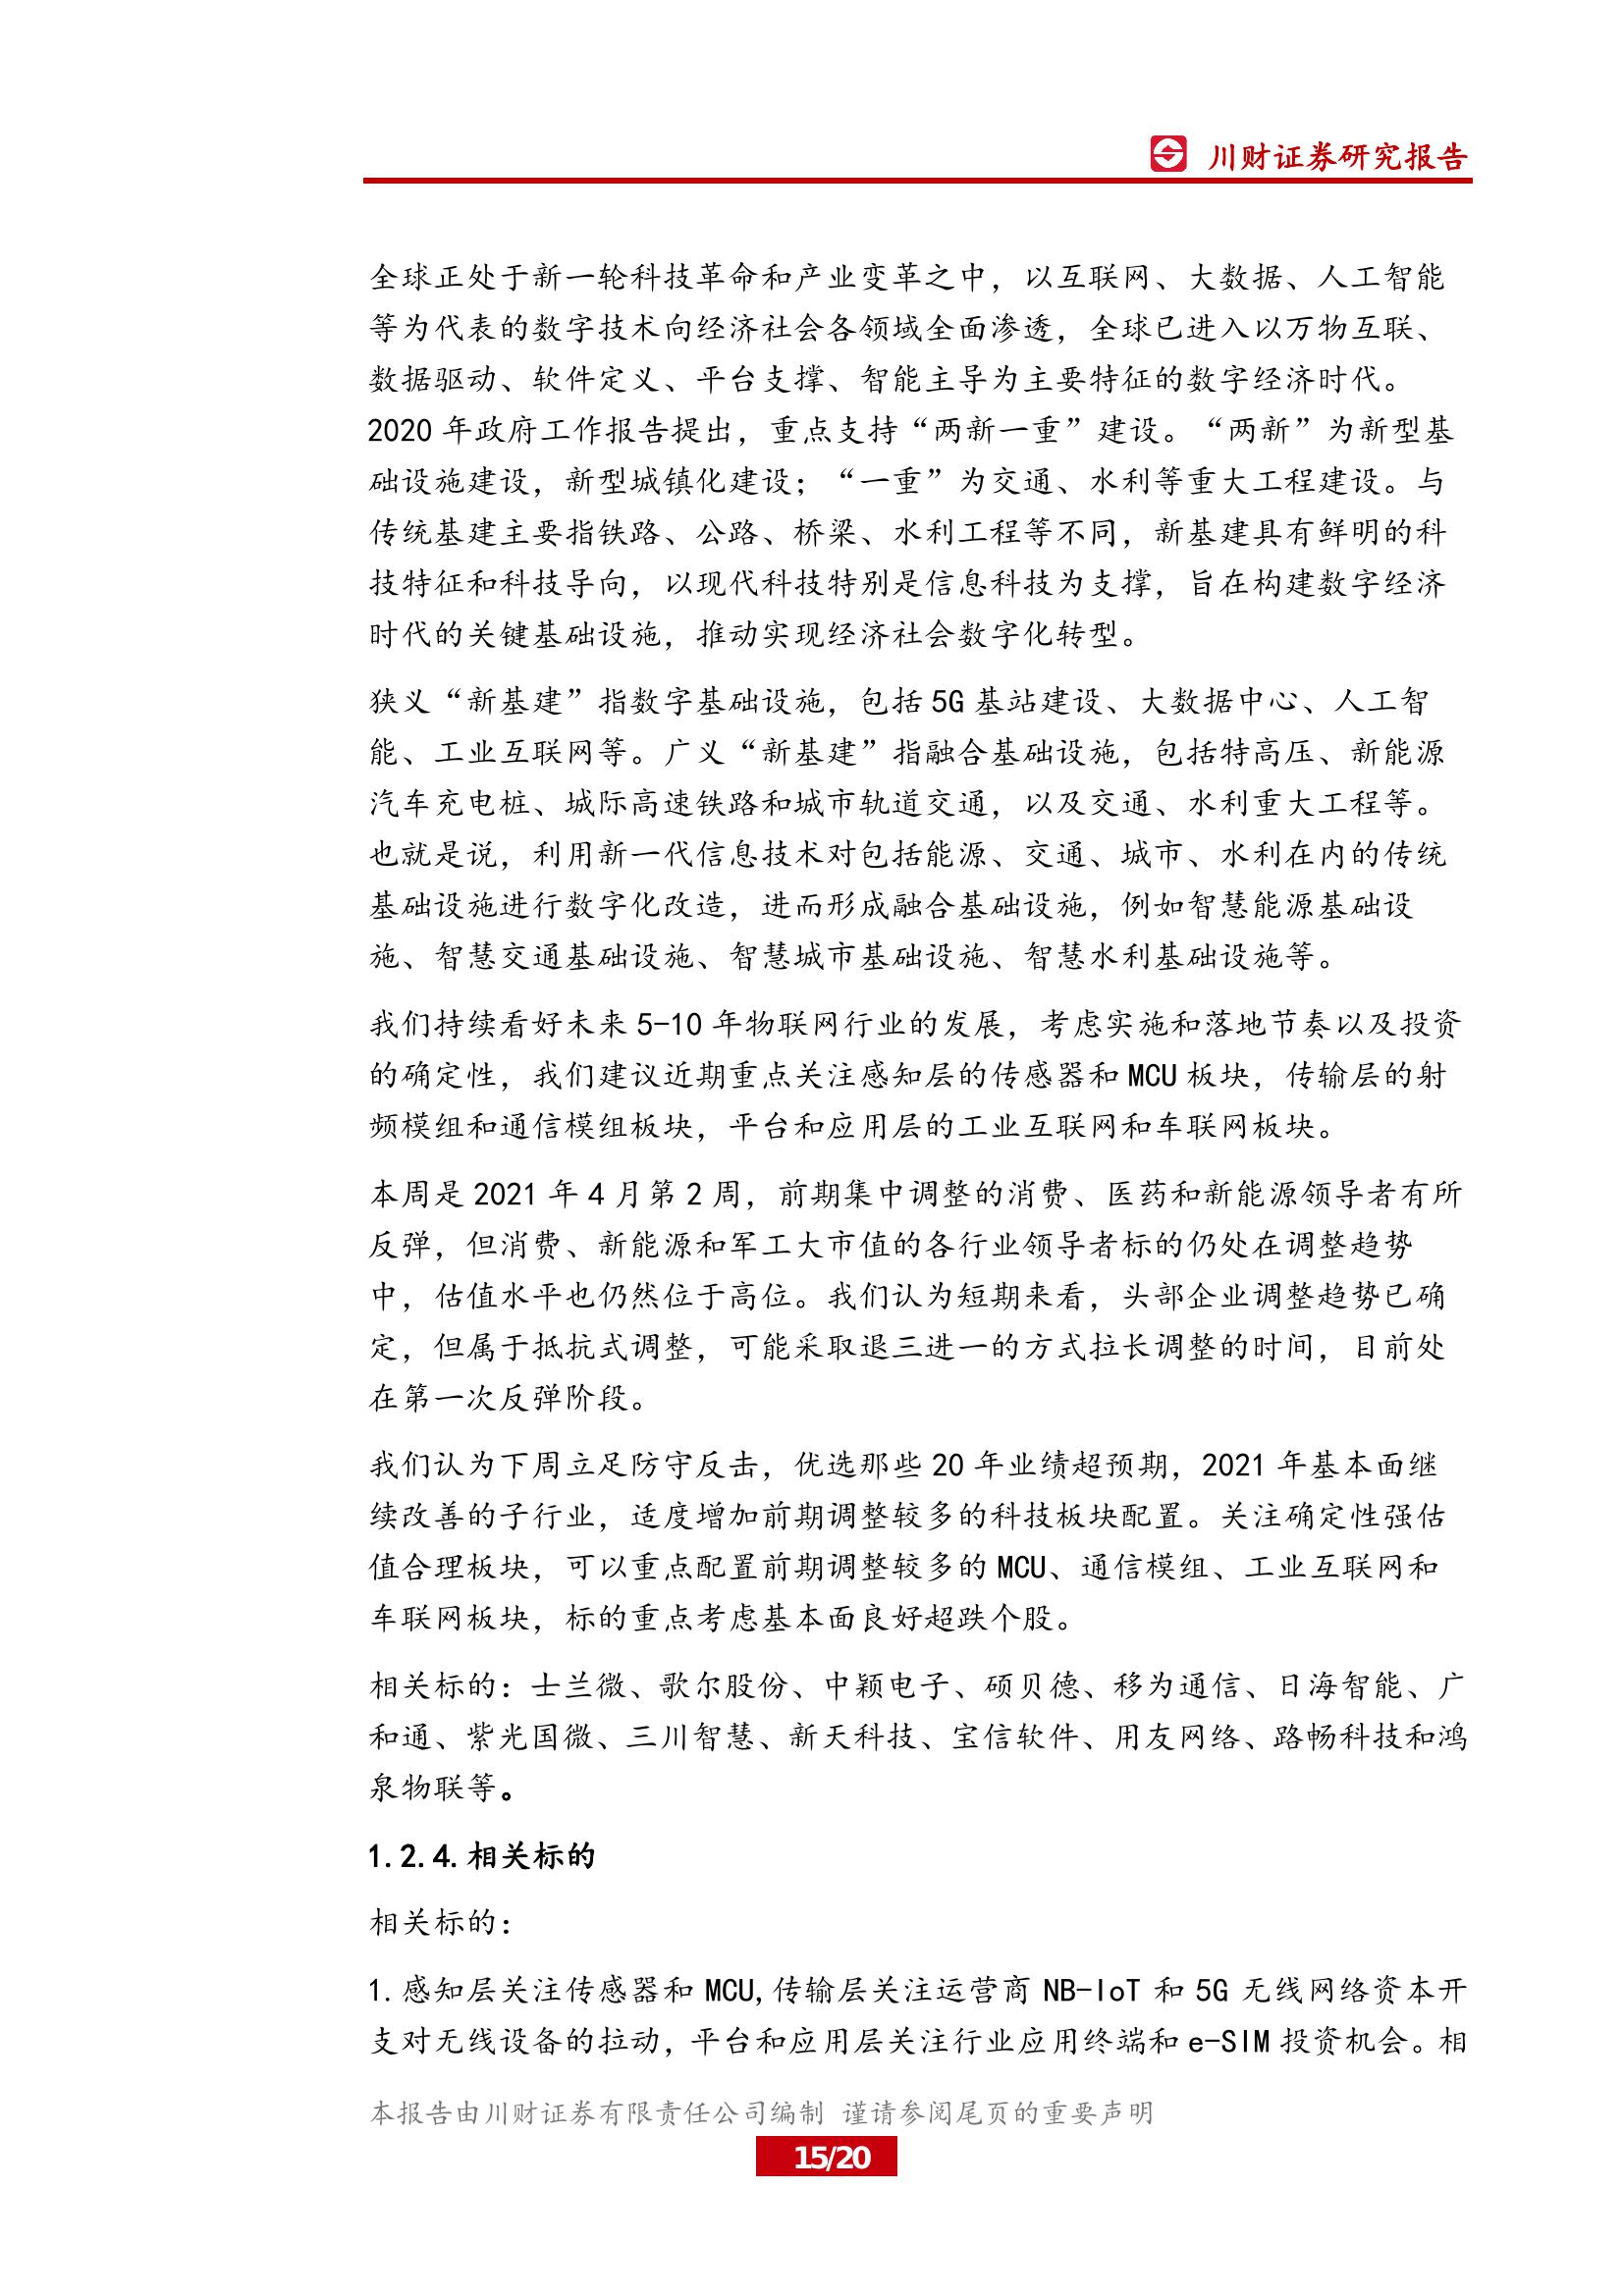 川财证券研究报告
全球正处于新一轮科技革命和产业变革之中，以互联网、大数据、人工智能
等为代表的数字技术向经济社会各领域全面渗透，全球已进入以万物互联、
数据驱动、软件定义、平台支撑、智能主导为主要特征的数字经济时代。
2020 年政府工作报告提出，重点支持“两新一重”建设。“两新”为新型基
础设施建设，新型城镇化建设；“一重”为交通、水利等重大工程建设。与
传统基建主要指铁路、公路、桥梁、水利工程等不同，新基建具有鲜明的科
技特征和科技导向，以现代科技特别是信息科技为支撑，旨在构建数字经济
时代的关键基础设施，推动实现经济社会数字化转型。
狭义“新基建”指数字基础设施，包括 5G 基站建设、大数据中心、人工智
能、工业互联网等。广义“新基建”指融合基础设施，包括特高压、新能源
汽车充电桩、城际高速铁路和城市轨道交通，以及交通、水利重大工程等。
也就是说，利用新一代信息技术对包括能源、交通、城市、水利在内的传统
基础设施进行数字化改造，进而形成融合基础设施，例如智慧能源基础设
施、智慧交通基础设施、智慧城市基础设施、智慧水利基础设施等。
我们持续看好未来 5-10 年物联网行业的发展，考虑实施和落地节奏以及投资
的确定性，我们建议近期重点关注感知层的传感器和 MCU 板块，传输层的射
频模组和通信模组板块，平台和应用层的工业互联网和车联网板块。
本周是 2021 年 4 月第 2 周，前期集中调整的消费、医药和新能源领导者有所
反弹，但消费、新能源和军工大市值的各行业领导者标的仍处在调整趋势
中，估值水平也仍然位于高位。我们认为短期来看，头部企业调整趋势已确
定，但属于抵抗式调整，可能采取退三进一的方式拉长调整的时间，目前处
在第一次反弹阶段。
我们认为下周立足防守反击，优选那些 20 年业绩超预期，2021 年基本面继
续改善的子行业，适度增加前期调整较多的科技板块配置。关注确定性强估
值合理板块，可以重点配置前期调整较多的 MCU、通信模组、工业互联网和
车联网板块，标的重点考虑基本面良好超跌个股。
相关标的：士兰微、歌尔股份、中颖电子、硕贝德、移为通信、日海智能、广
和通、紫光国微、三川智慧、新天科技、宝信软件、用友网络、路畅科技和鸿
泉物联等。
1.2.4.相关标的
相关标的：
1.感知层关注传感器和 MCU,传输层关注运营商 NB-IoT 和 5G 无线网络资本开
支对无线设备的拉动，平台和应用层关注行业应用终端和 e-SIM 投资机会。相
本报告由川财证券有限责任公司编制 谨请参阅尾页的重要声明
15/20